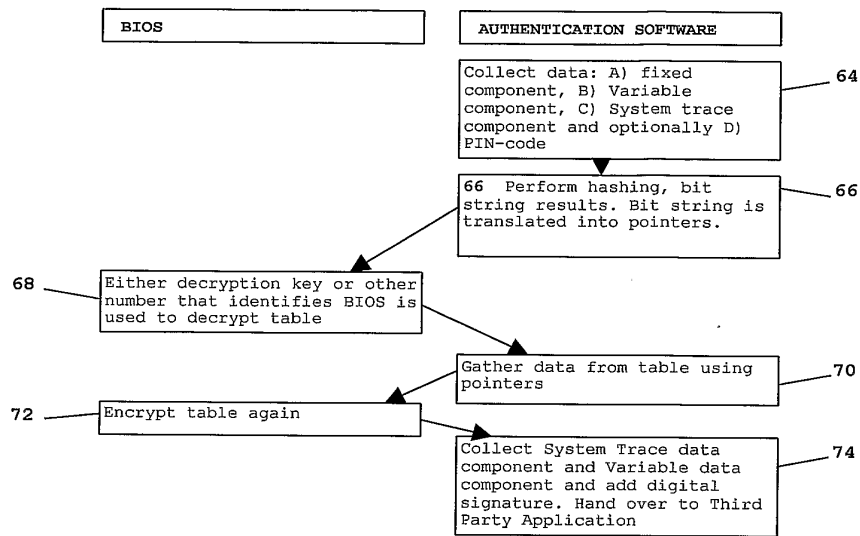 BIOS
AUTHENTICATION SOFTWARE
Collect data: A) fixed
component, B) Variable
component, C) System trace
component and optionally D)
PIN-code
64
66 Perform hashing, bit
string results. Bit string is
translated into pointers.
66
68
Either decryption key or other
number that identifies BIOS is
used to decrypt table
Gather data from table using
pointers
70
72
Encrypt table again
Collect System Trace data
component and Variable data
component and add digital
signature. Hand over to Third
Party Application
74